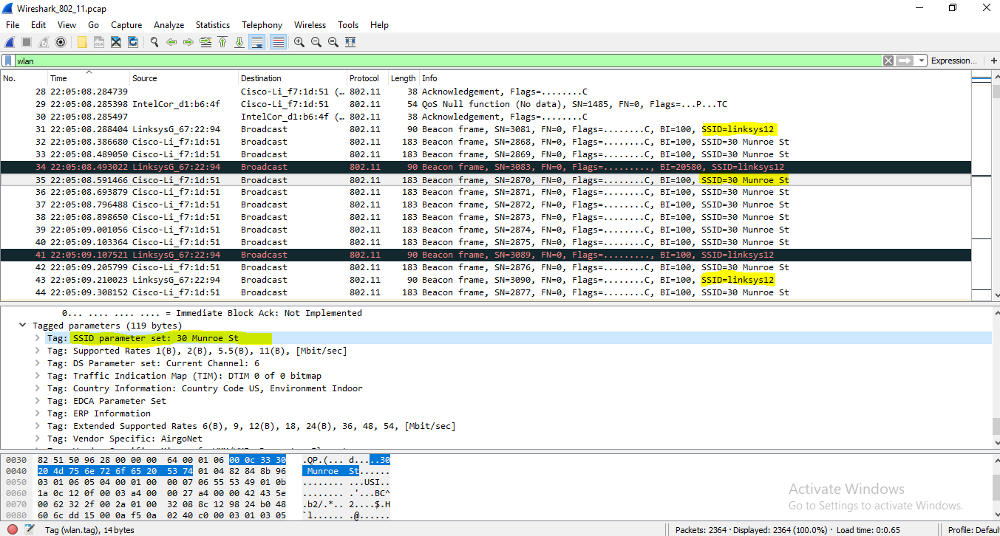 Wireshark_802_11.pcap
File Edit View Go Capture Analyze Statistics Telephony Wireless Tools Help
wlan Expression... +
No. Time Source Destination Protocol Length Info
28 22:05:08.284739 Cisco-Li_f7:1d:51 (… 802.11 38 Acknowledgement, Flags=........C
29 22:05:08.285398 IntelCor_d1:b6:4f Cisco-Li_f7:1d:51 802.11 54 QoS Null function (No data), SN=1485, FN=0, Flags=...P...TC
30 22:05:08.285497 IntelCor_d1:b6:4f (… 802.11 38 Acknowledgement, Flags=........C
31 22:05:08.288404 LinksysG_67:22:94 Broadcast 802.11 90 Beacon frame, SN=3081, FN=0, Flags=........C, BI=100, SSID=linksys12
32 22:05:08.386680 Cisco-Li_f7:1d:51 Broadcast 802.11 183 Beacon frame, SN=2868, FN=0, Flags=........C, BI=100, SSID=30 Munroe St
33 22:05:08.489050 Cisco-Li_f7:1d:51 Broadcast 802.11 183 Beacon frame, SN=2869, FN=0, Flags=........C, BI=100, SSID=30 Munroe St
34 22:05:08.493022 LinksysG_67:22:94 Broadcast 802.11 90 Beacon frame, SN=3083, FN=0, Flags=........., BI=20580, SSID=linksys12
35 22:05:08.591466 Cisco-Li_f7:1d:51 Broadcast 802.11 183 Beacon frame, SN=2870, FN=0, Flags=........C, BI=100, SSID=30 Munroe St
36 22:05:08.693879 Cisco-Li_f7:1d:51 Broadcast 802.11 183 Beacon frame, SN=2871, FN=0, Flags=........C, BI=100, SSID=30 Munroe St
37 22:05:08.796488 Cisco-Li_f7:1d:51 Broadcast 802.11 183 Beacon frame, SN=2872, FN=0, Flags=........C, BI=100, SSID=30 Munroe St
38 22:05:08.898650 Cisco-Li_f7:1d:51 Broadcast 802.11 183 Beacon frame, SN=2873, FN=0, Flags=........C, BI=100, SSID=30 Munroe St
39 22:05:09.001056 Cisco-Li_f7:1d:51 Broadcast 802.11 183 Beacon frame, SN=2874, FN=0, Flags=........C, BI=100, SSID=30 Munroe St
40 22:05:09.103364 Cisco-Li_f7:1d:51 Broadcast 802.11 183 Beacon frame, SN=2875, FN=0, Flags=........C, BI=100, SSID=30 Munroe St
41 22:05:09.107521 LinksysG_67:22:94 Broadcast 802.11 90 Beacon frame, SN=3089, FN=0, Flags=........., BI=100, SSID=linksys12
42 22:05:09.205799 Cisco-Li_f7:1d:51 Broadcast 802.11 183 Beacon frame, SN=2876, FN=0, Flags=........C, BI=100, SSID=30 Munroe St
43 22:05:09.210023 LinksysG_67:22:94 Broadcast 802.11 90 Beacon frame, SN=3090, FN=0, Flags=........C, BI=100, SSID=linksys12
44 22:05:09.308152 Cisco-Li_f7:1d:51 Broadcast 802.11 183 Beacon frame, SN=2877, FN=0, Flags=........C, BI=100, SSID=30 Munroe St
0... .... .... .... = Immediate Block Ack: Not Implemented
Tagged parameters (119 bytes)
Tag: SSID parameter set: 30 Munroe St
Tag: Supported Rates 1(B), 2(B), 5.5(B), 11(B), [Mbit/sec]
Tag: DS Parameter set: Current Channel: 6
Tag: Traffic Indication Map (TIM): DTIM 0 of 0 bitmap
Tag: Country Information: Country Code US, Environment Indoor
Tag: EDCA Parameter Set
Tag: ERP Information
Tag: Extended Supported Rates 6(B), 9, 12(B), 18, 24(B), 36, 48, 54, [Mbit/sec]
Tag: Vendor Specific: AirgoNet
0030 82 51 50 96 28 00 00 00 64 00 01 06 00 0c 33 30 .QP.(... d.....30
0040 20 4d 75 6e 72 6f 65 20 53 74 01 04 82 84 8b 96 Munroe St......
0050 03 01 06 05 04 00 01 00 00 07 06 55 53 49 01 0b ........ ...USI..
0060 1a 0c 12 0f 00 03 a4 00 00 27 a4 00 00 42 43 5e ........ .'...BC^
0070 00 62 32 2f 00 2a 01 00 32 08 8c 12 98 24 b0 48 .b2/.*.. 2....$.H
0080 60 6c dd 15 00 0a f5 0a 02 40 c0 00 03 01 03 05 `l...... .@......
Activate Windows
Go to Settings to activate Windows.
Tag (wlan.tag), 14 bytes Packets: 2364 · Displayed: 2364 (100.0%) · Load time: 0:0.65 Profile: Default